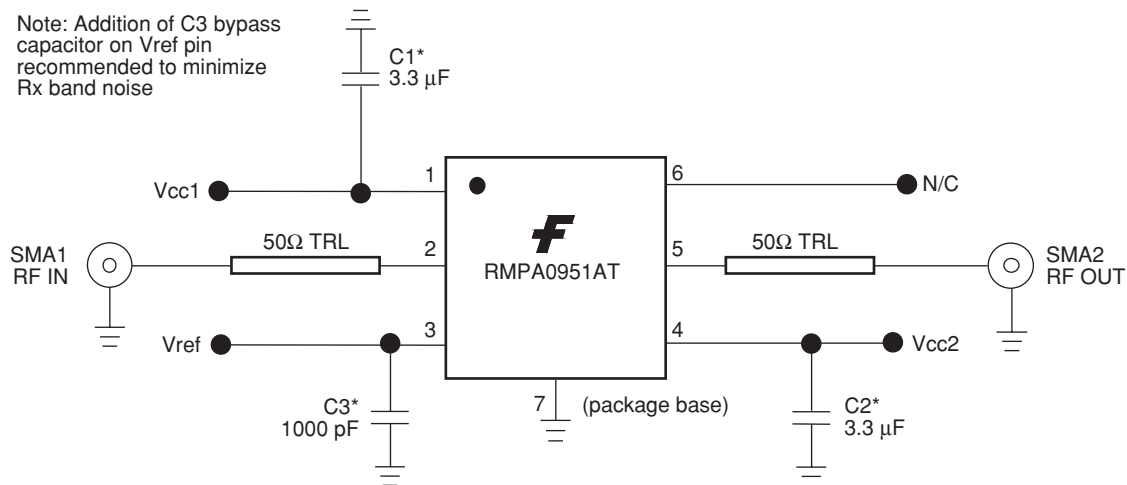 Note: Addition of C3 bypass
capacitor on Vref pin
recommended to minimize
Rx band noise
C1*
3.3 μF
Vcc1
1
6
N/C
SMA1
RF IN
50Ω TRL
2
RMPA0951AT
5
50Ω TRL
SMA2
RF OUT
Vref
3
4
Vcc2
C3*
1000 pF
7
(package base)
C2*
3.3 μF